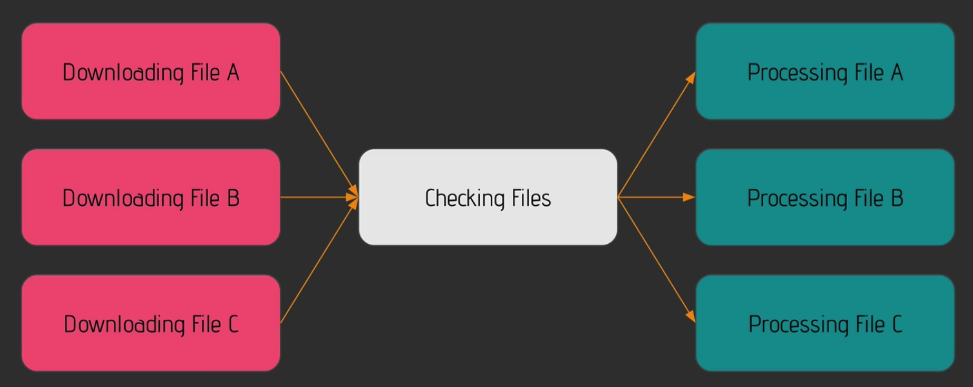 Downloading File A
Downloading File B
Downloading File C
Checking Files
Processing File A
Processing File B
Processing File C